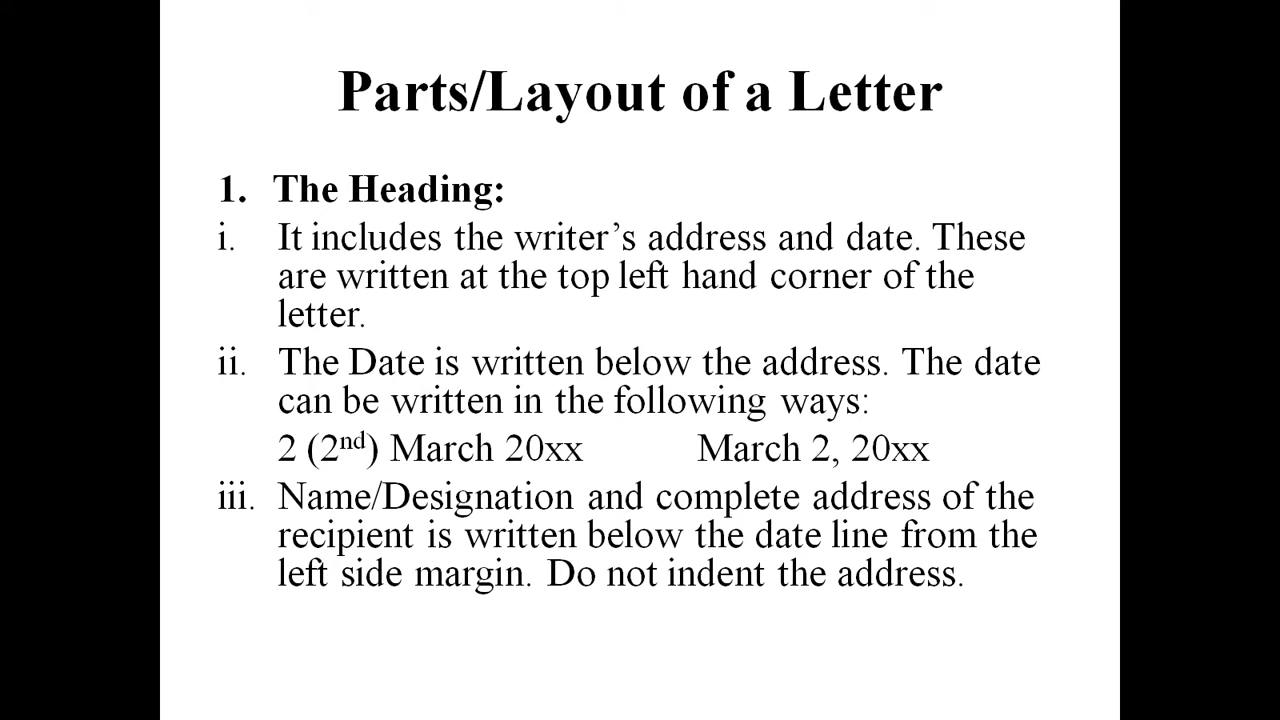 Parts/Layout of a Letter
1. The Heading:
i. It includes the writer’s address and date. These
are written at the top left hand corner of the
letter.
ii. The Date is written below the address. The date
can be written in the following ways:
2 (2nd) March 20xx March 2, 20xx
iii. Name/Designation and complete address of the
recipient is written below the date line from the
left side margin. Do not indent the address.